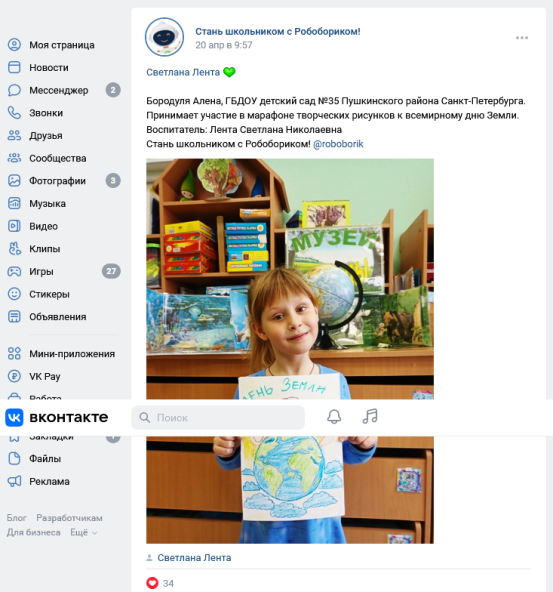 Моя страница
Новости
Мессенджер 2
Звонки
Друзья
Сообщества
Фотографии 3
Музыка
Видео
Клипы
Игры 27
Стикеры
Объявления
Мини-приложения
VK Pay
Работа
вконтакте
Поиск
Закладки
Файлы
Реклама
Блог Разработчикам
Для бизнеса Ещё
Стань школьником с Робобориком!
20 апр в 9:57
Светлана Лента
Бородуля Алена, ГБДОУ детский сад №35 Пушкинского района Санкт-Петербурга.
Принимает участие в марафоне творческих рисунков к всемирному дню Земли.
Воспитатель: Лента Светлана Николаевна
Стань школьником с Робобориком! @roboborik
МУЗЕЙ
ДЕНЬ ЗЕМЛИ
Светлана Лента
34